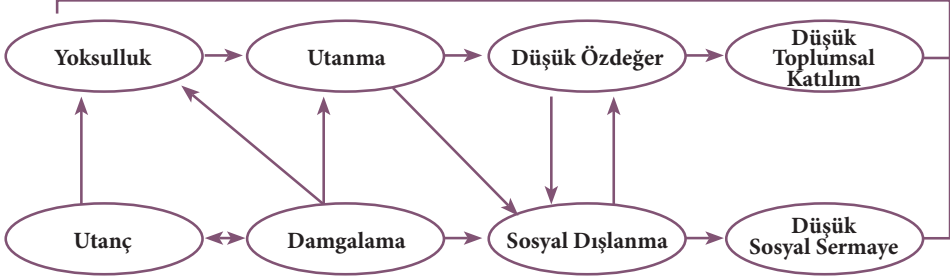 Yoksulluk
Utanma
Düşük Özdeğer
Düşük
Toplumsal
Katılım
Utanç
Damgalama
Sosyal Dışlanma
Düşük
Sosyal Sermaye